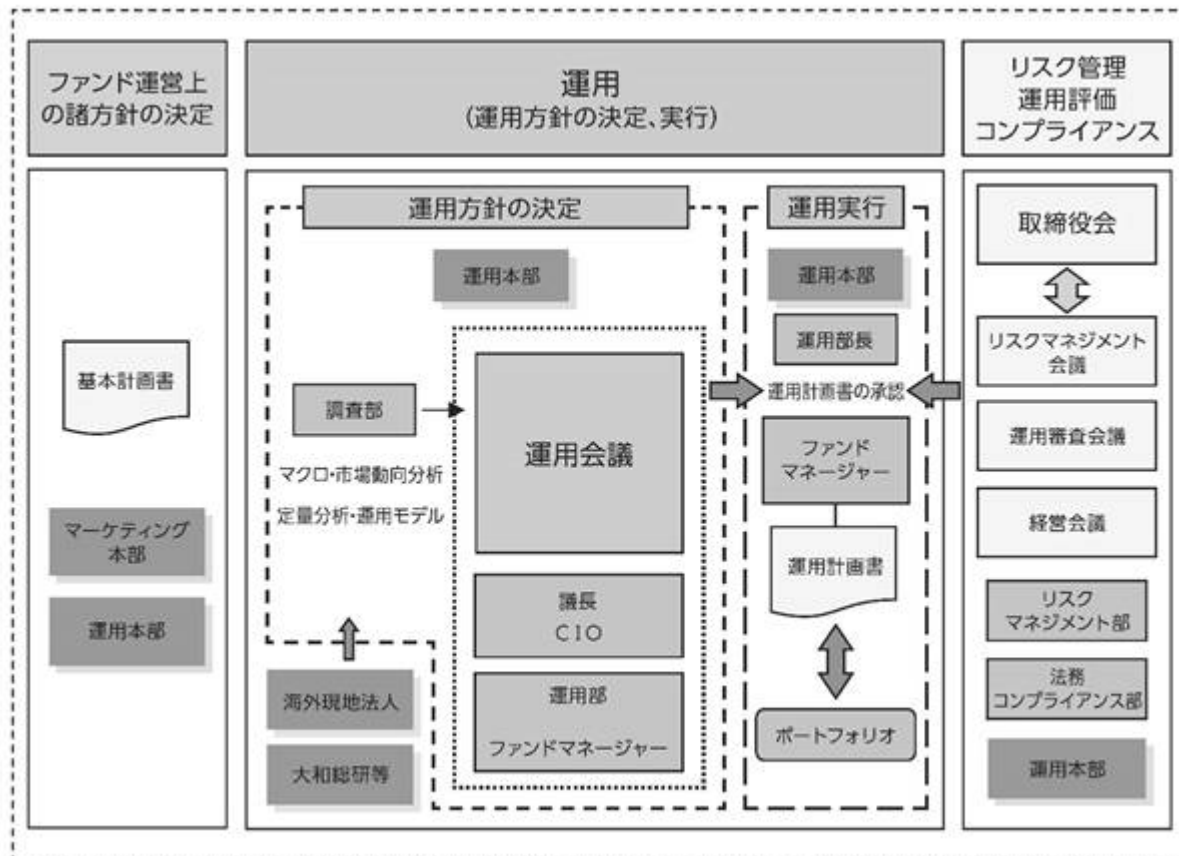 ファンド運営上
の諸方針の決定
運用
(運用方針の決定、実行)
リスク管理
運用評価
コンプライアンス
基本計画書
マーケティング
本部
運用本部
運用方針の決定
運用本部
調査部
マクロ・市場動向分析
定量分析・運用モデル
運用会議
議長
CIO
運用部
ファンドマネージャー
海外現地法人
大和総研等
運用実行
運用本部
運用部長
運用計画書の承認
ファンド
マネージャー
運用計画書
ポートフォリオ
取締役会
リスクマネジメント
会議
運用審査会議
経営会議
リスク
マネジメント部
法務
コンプライアンス部
運用本部